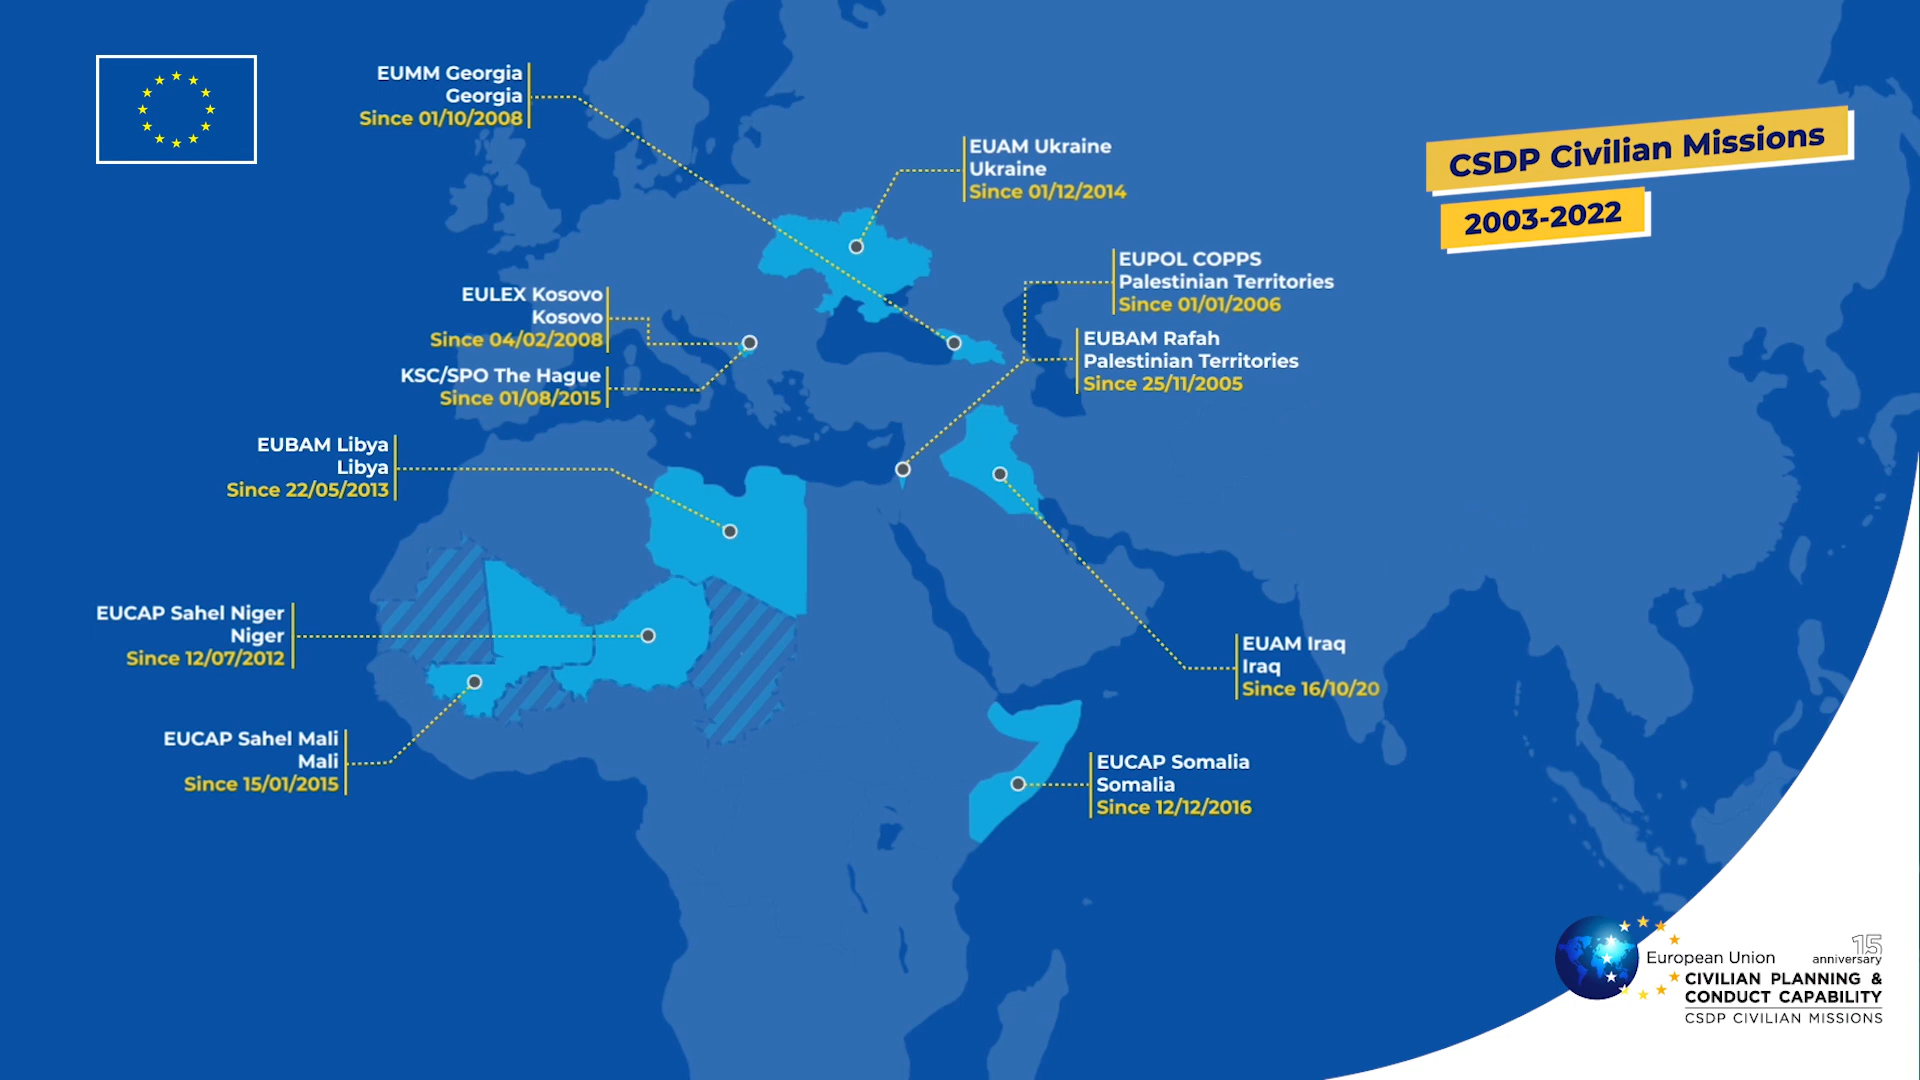 EUMM Georgia
Georgia
Since 01/10/2008
EUAM Ukraine
Ukraine
Since 01/12/2014
CSDP Civilian Missions
2003-2022
EUPOL COPPS
Palestinian Territories
Since 01/01/2006
EULEX Kosovo
Kosovo
Since 04/02/2008
EUBAM Rafah
Palestinian Territories
Since 25/11/2005
KSC/SPO The Hague
Since 01/08/2015
EUBAM Libya
Libya
Since 22/05/2013
EUCAP Sahel Niger
Niger
Since 12/07/2012
EUAM Iraq
Iraq
Since 16/10/20
EUCAP Sahel Mali
Mali
Since 15/01/2015
EUCAP Somalia
Somalia
Since 12/12/2016
15
European Union anniversary
CIVILIAN PLANNING &
CONDUCT CAPABILITY
CSDP CIVILIAN MISSIONS